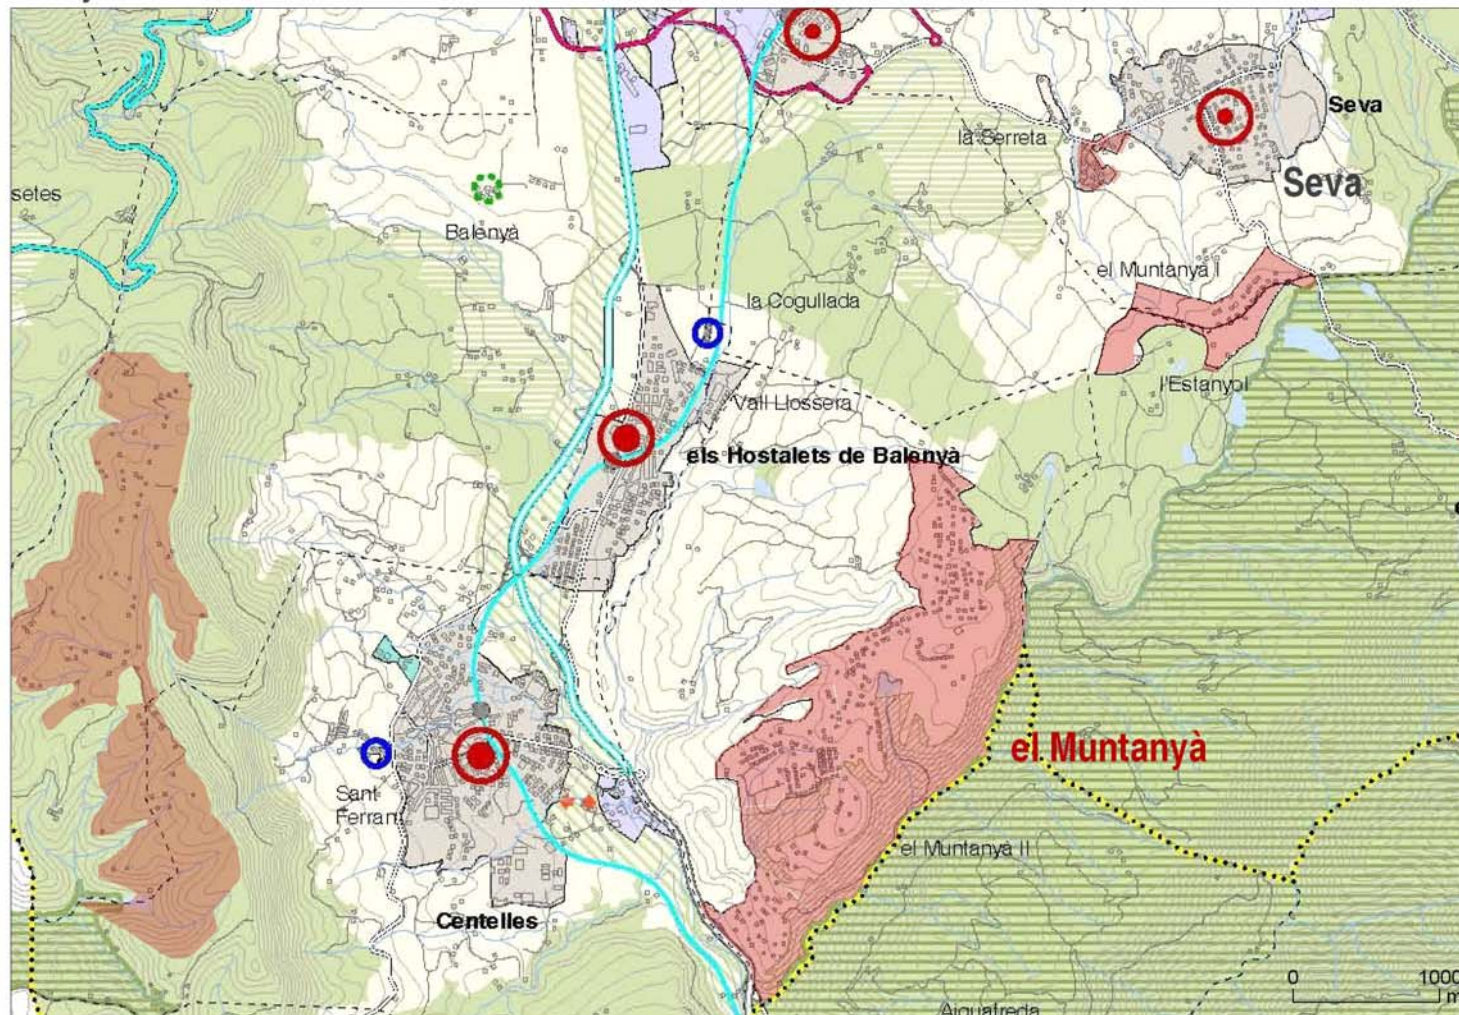 Seva
la Serreta
Seva
setes
Balenyà
el Muntanyà I
la Cogullada
l'Estanyol
Vall Llossera
els Hostalets de Balenyà
el Muntanyà
Sant
Ferran
el Muntanyà II
Centelles
0 1000
m
Aiguafreda